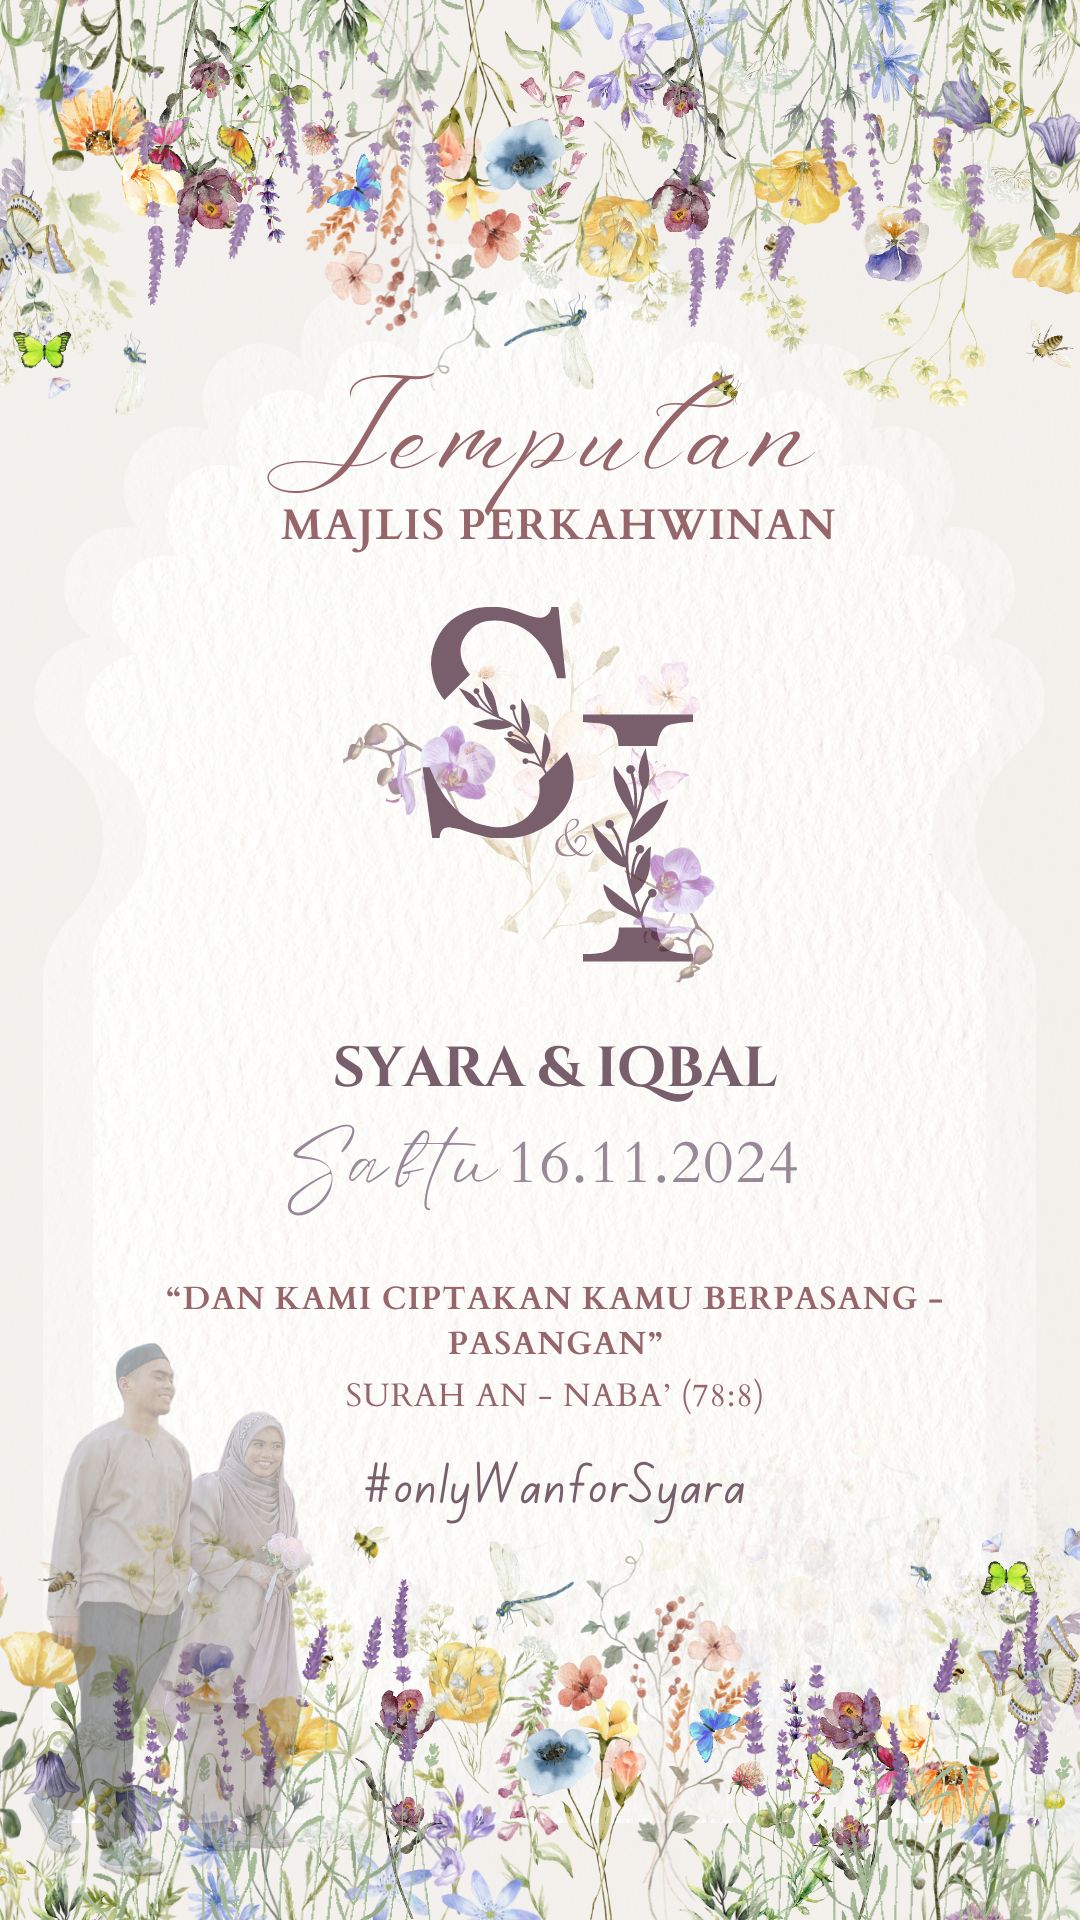 Jemputan
MAJLIS PERKAHWINAN
S
&
I
SYARA & IQBAL
Sabtu 16.11.2024
“DAN KAMI CIPTAKAN KAMU BERPASANG -
PASANGAN”
SURAH AN - NABA’ (78:8)
#onlyWanforSyara